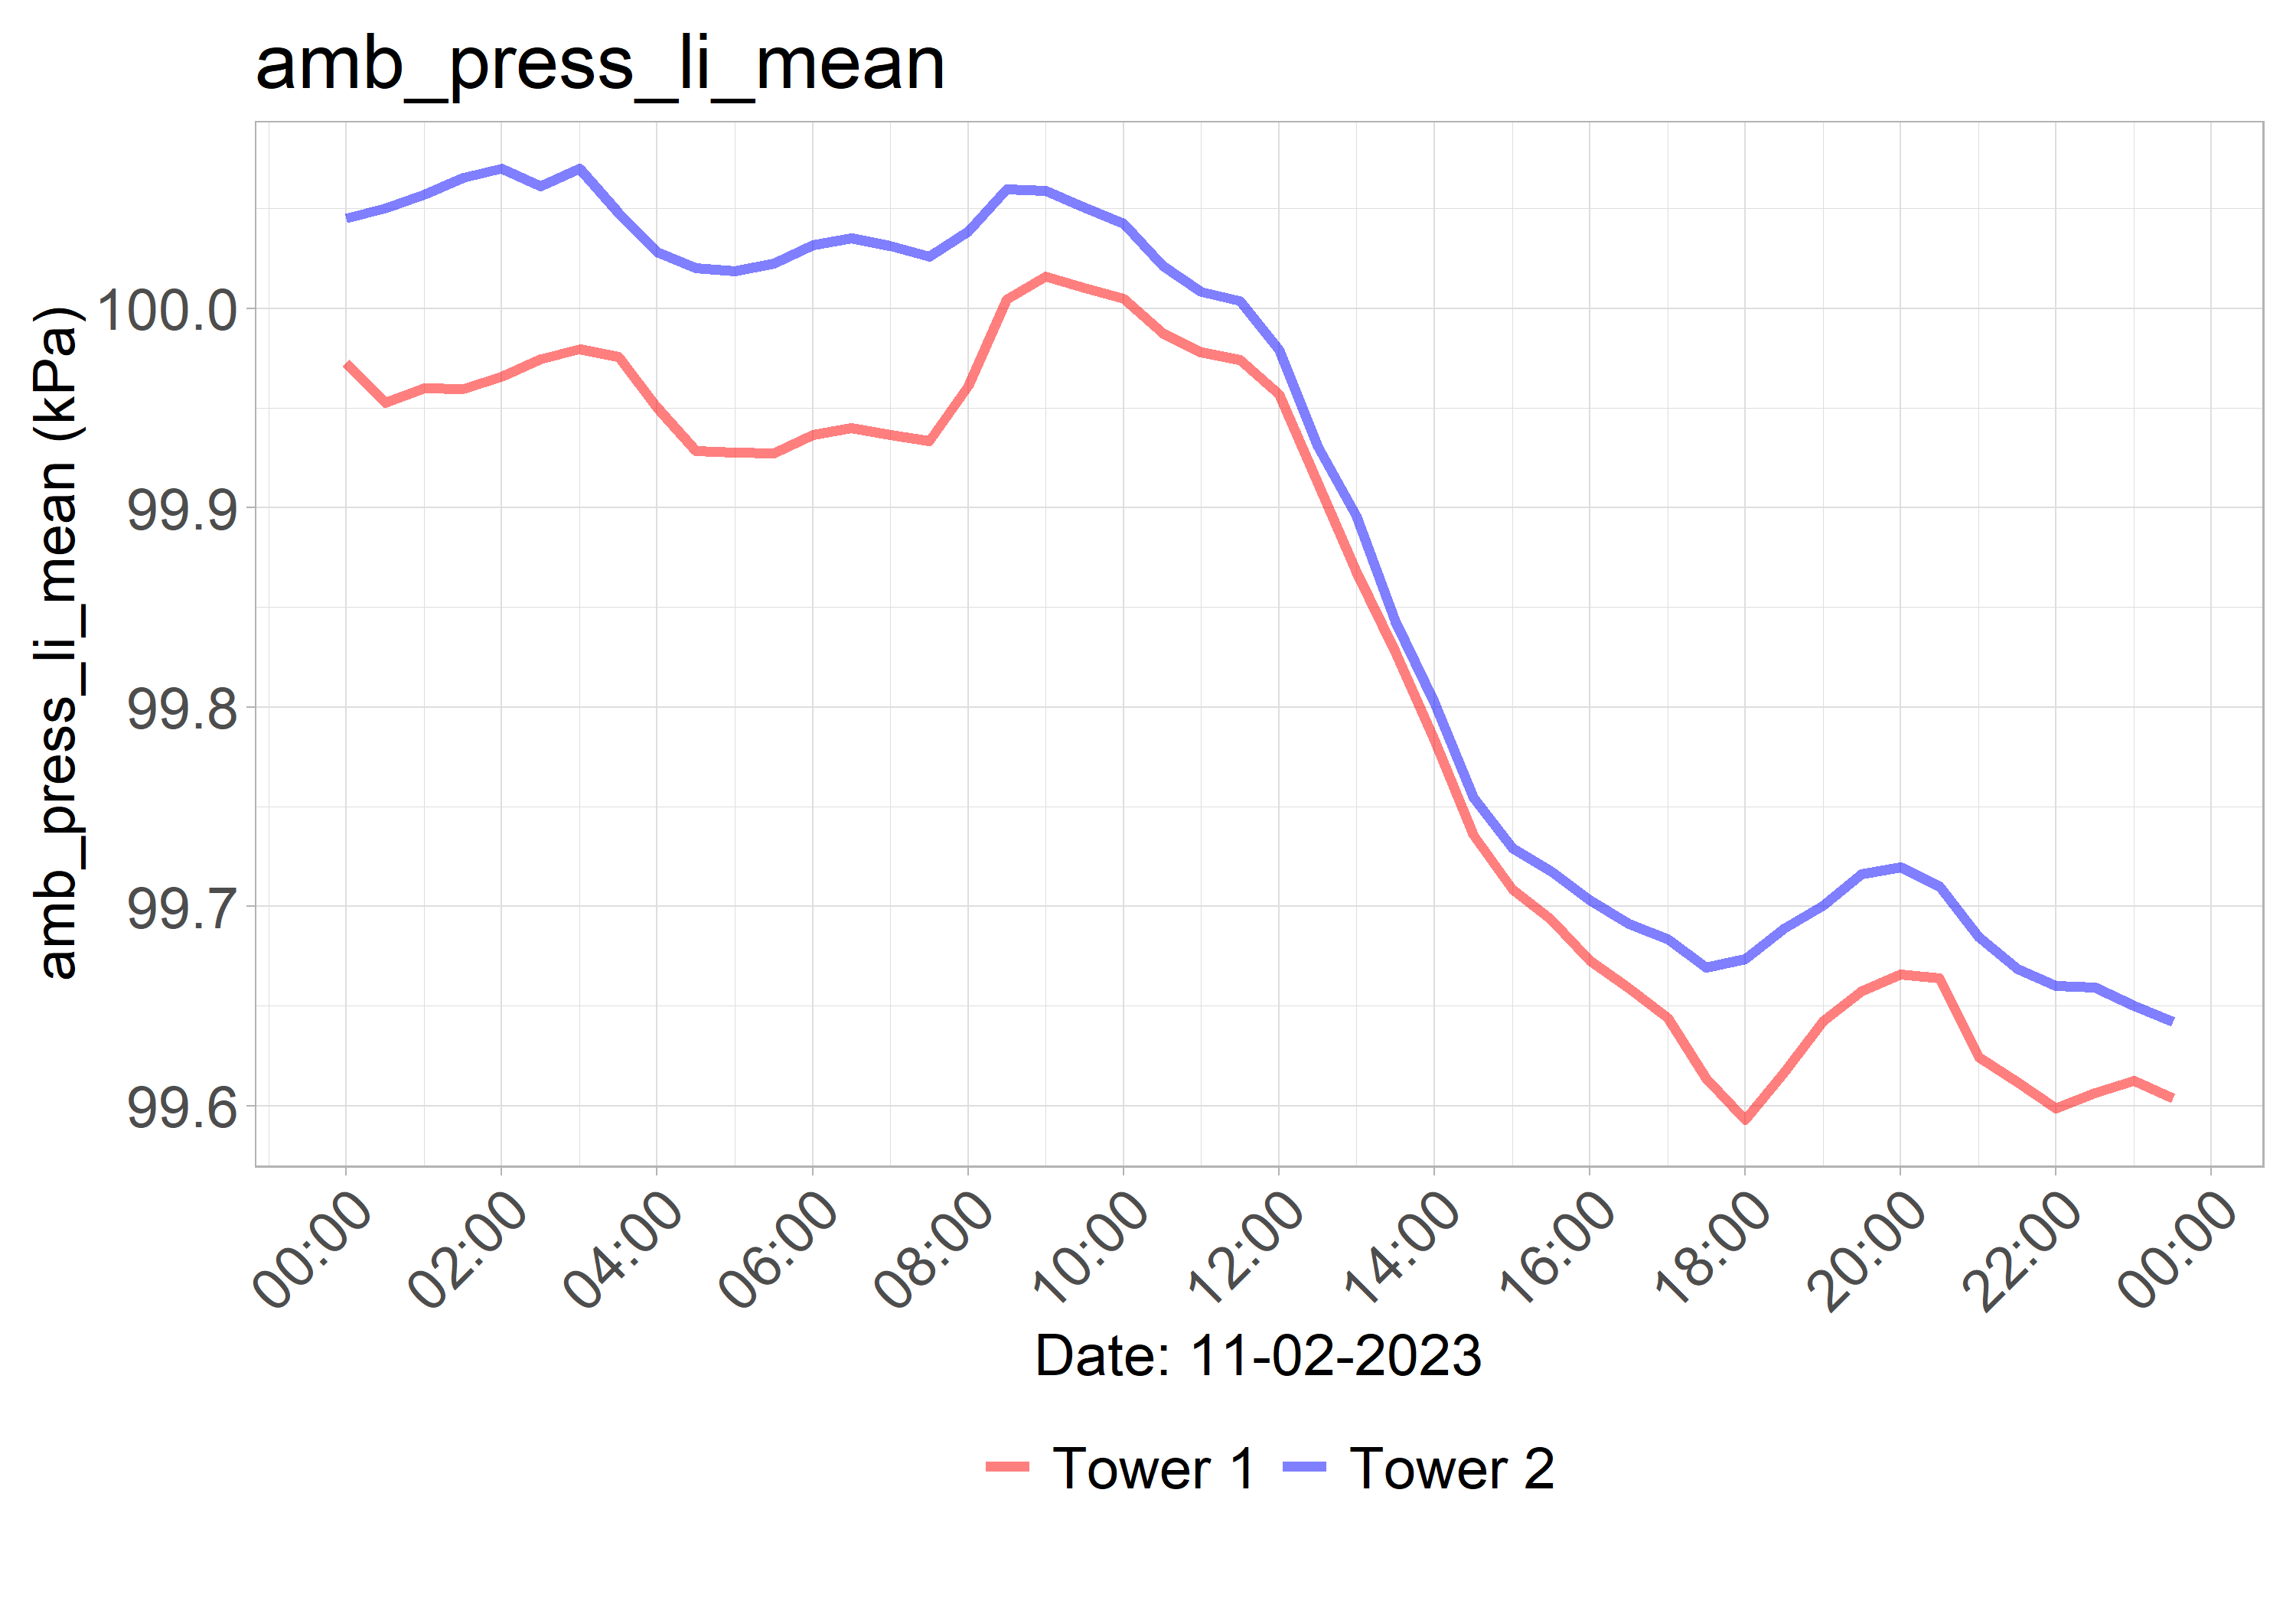 amb_press_li_mean
amb_press_li_mean (kPa)
100.0
99.9
99.8
99.7
99.6
00:00 02:00 04:00 06:00 08:00 10:00 12:00 14:00 16:00 18:00 20:00 22:00 00:00
Date: 11-02-2023
Tower 1 Tower 2